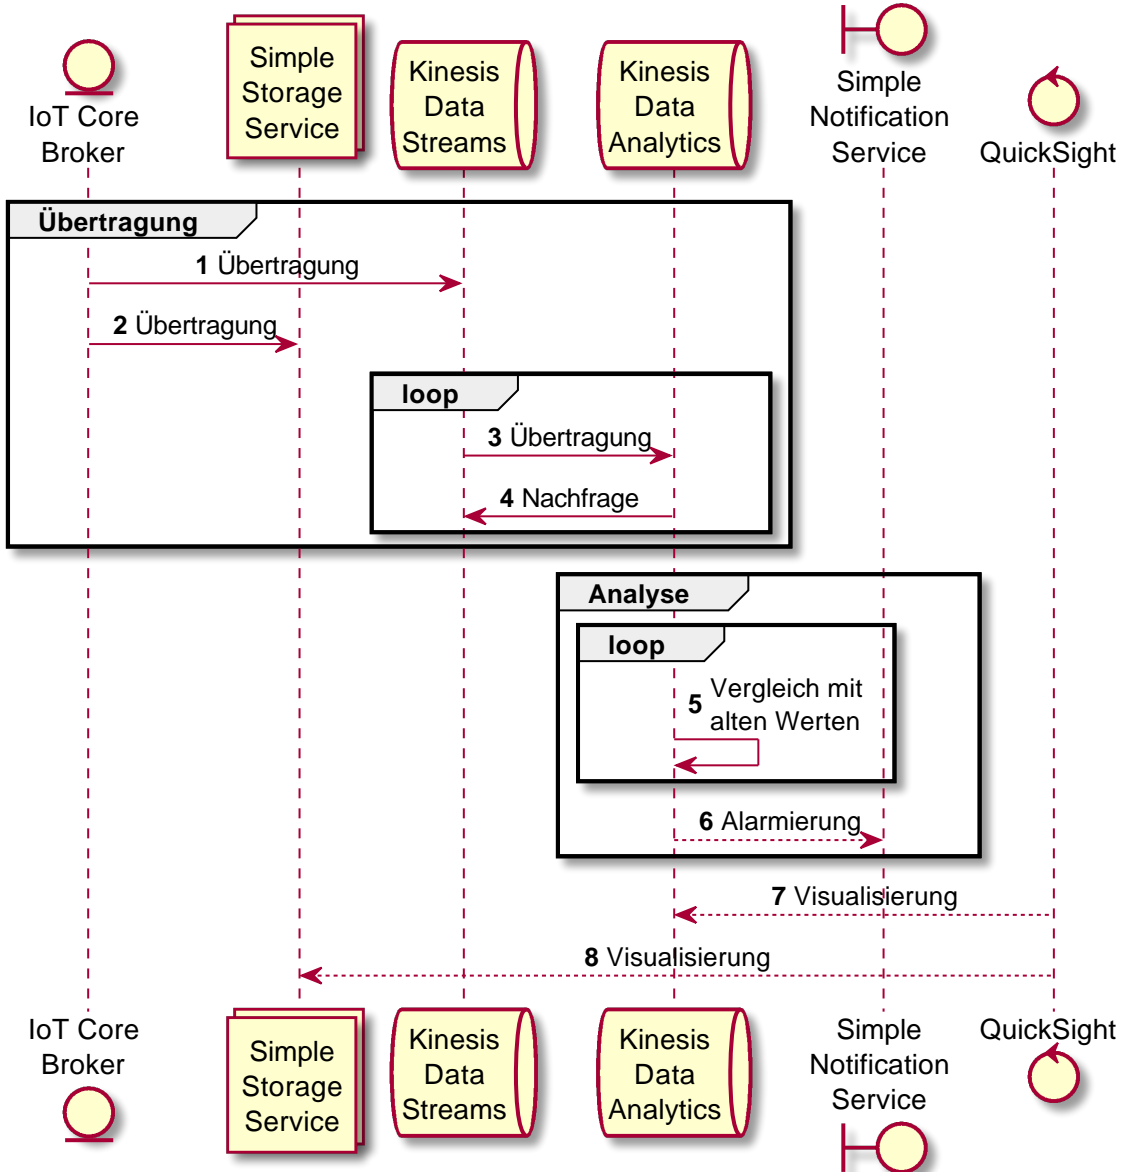 IoT Core
Broker
Simple
Storage
Service
Kinesis
Data
Streams
Kinesis
Data
Analytics
Simple
Notification
Service
QuickSight
Übertragung
1 Übertragung
2 Übertragung
loop
3 Übertragung
4 Nachfrage
Analyse
loop
5 Vergleich mit
alten Werten
6 Alarmierung
7 Visualisierung
8 Visualisierung
IoT Core
Broker
Simple
Storage
Service
Kinesis
Data
Streams
Kinesis
Data
Analytics
Simple
Notification
Service
QuickSight